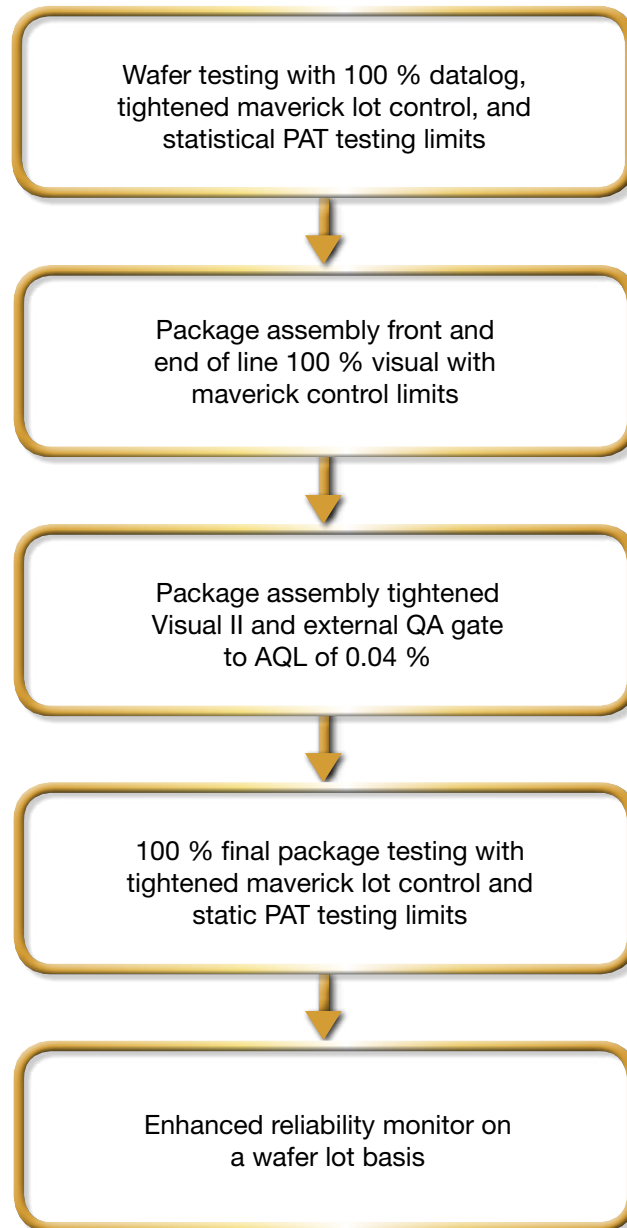 Wafer testing with 100 % datalog,
tightened maverick lot control, and
statistical PAT testing limits
Package assembly front and
end of line 100 % visual with
maverick control limits
Package assembly tightened
Visual II and external QA gate
to AQL of 0.04 %
100 % final package testing with
tightened maverick lot control and
static PAT testing limits
Enhanced reliability monitor on
a wafer lot basis